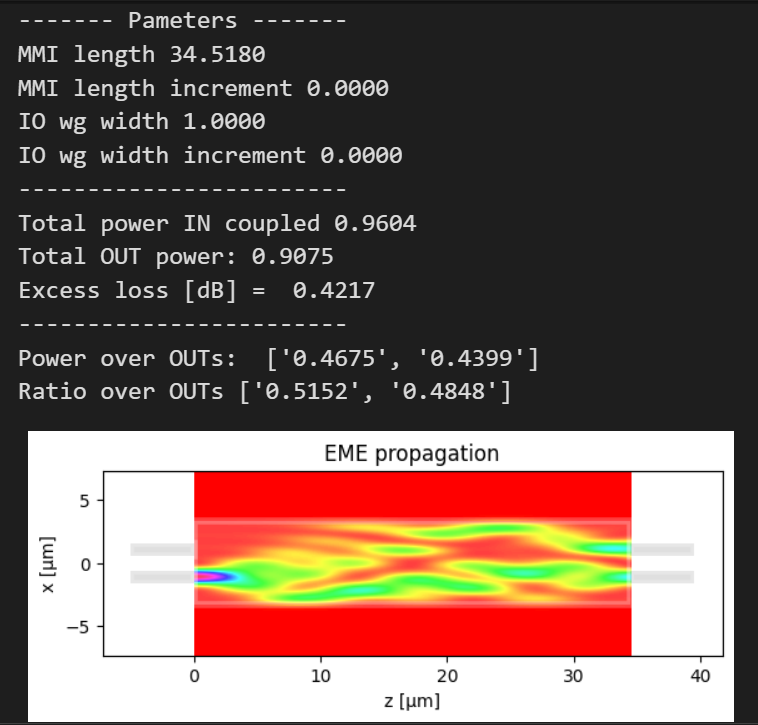 ------- Pameters -------
MMI length 34.5180
MMI length increment 0.0000
IO wg width 1.0000
IO wg width increment 0.0000
-------------------------
Total power IN coupled 0.9604
Total OUT power: 0.9075
Excess loss [dB] =  0.4217
-------------------------
Power over OUTs:  ['0.4675', '0.4399']
Ratio over OUTs ['0.5152', '0.4848']
EME propagation
5
0
−5
x [μm]
0 10 20 30 40
z [μm]